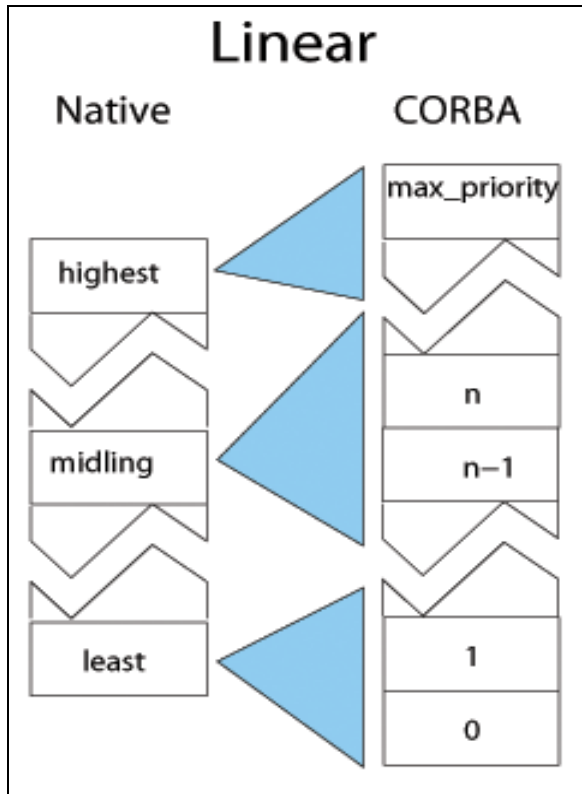 Linear
Native
CORBA
highest
midling
least
max_priority
n
n−1
1
0